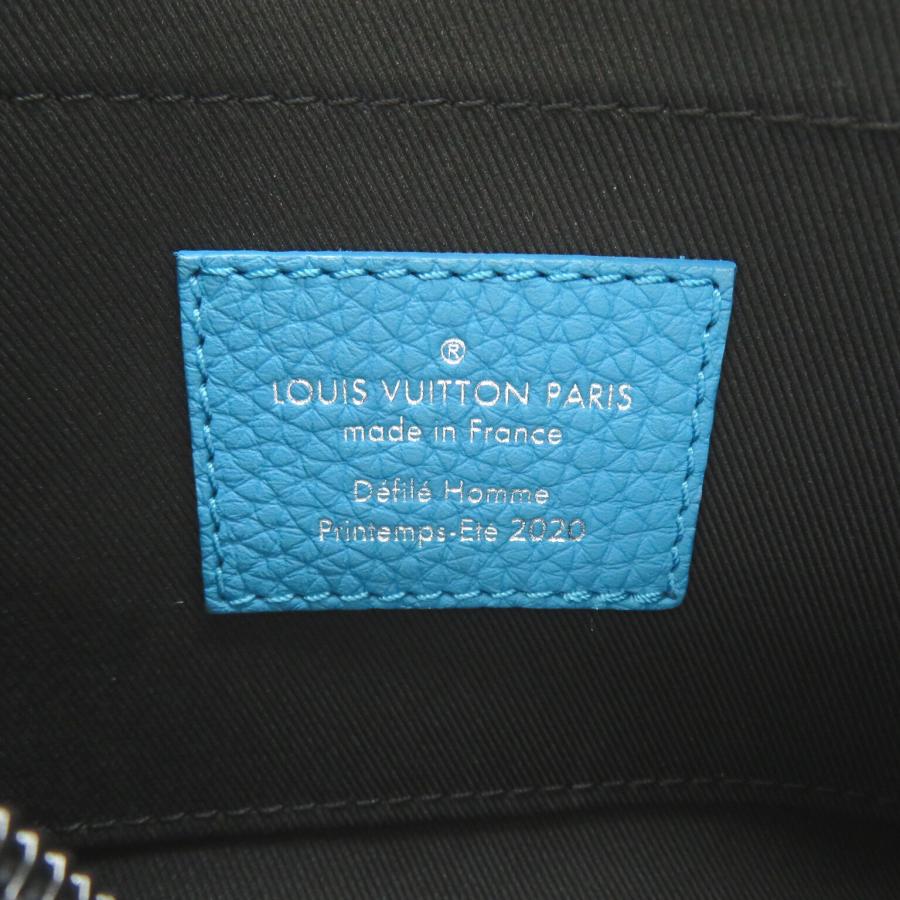 ®
LOUIS VUITTON PARIS
made in France
Défilé Homme
Printemps-Eté 2020